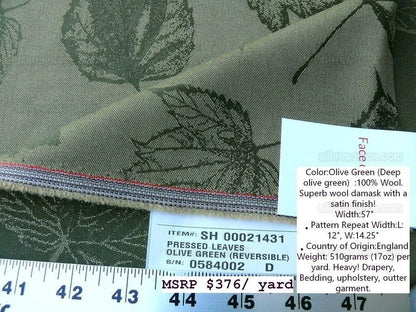 Face c
Color:Olive Green (Deep
olive green) :100% Wool.
Superb wool damask with a
satin finish!
Width:57"
• Pattern Repeat Width:L:
12", W:14.25"
• Country of Origin:England
Weight: 510grams (17oz) per
yard. Heavy! Drapery,
Bedding, upholstery, outter
garment.
ITEM#: SH 00021431
PRESSED LEAVES
OLIVE GREEN (REVERSIBLE)
S/N: 0584002 D
MSRP $376/ yard
1 42 43 44 45 46 47